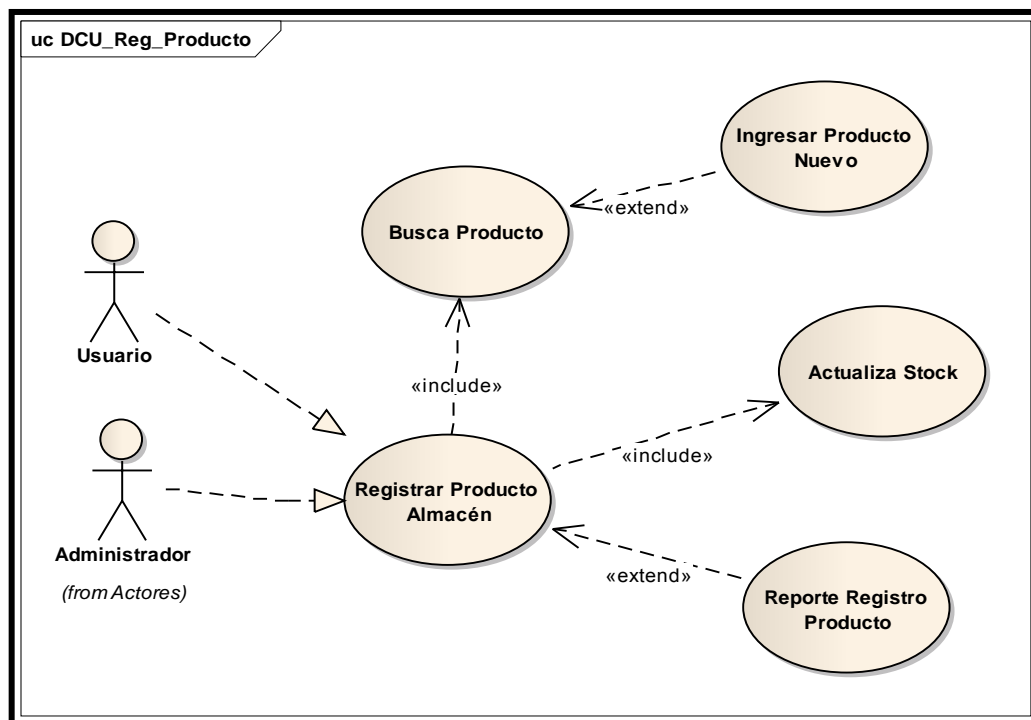 uc DCU_Reg_Producto
Ingresar Producto
Nuevo
«extend»
Busca Producto
Usuario
«include»
Actualiza Stock
«include»
Registrar Producto
Almacén
Administrador
(from Actores)
«extend»
Reporte Registro
Producto